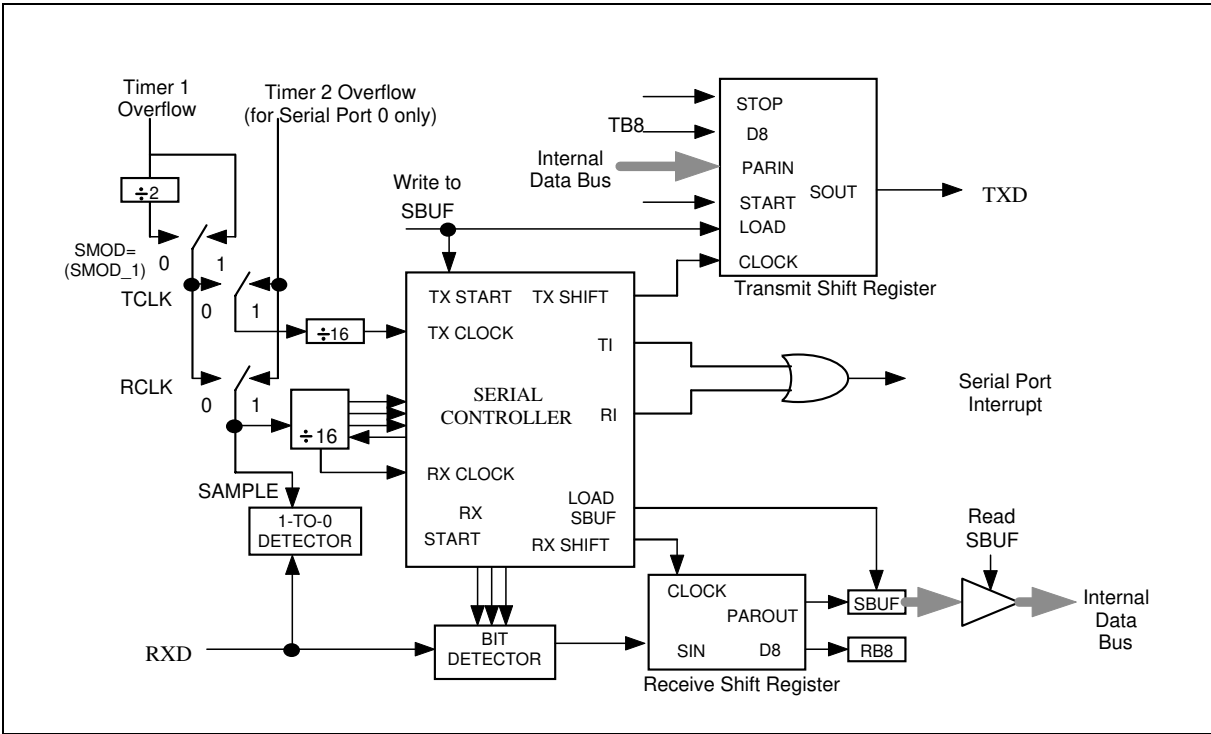 Timer 1
Overflow
Timer 2 Overflow
(for Serial Port 0 only)
÷2
SMOD=
(SMOD_1)
0
1
TCLK
0
1
÷16
RCLK
0
1
÷16
SAMPLE
1-TO-0
DETECTOR
RXD
Write to
SBUF
TB8
Internal
Data Bus
STOP
D8
PARIN
SOUT
START
LOAD
CLOCK
Transmit Shift Register
TXD
TX START
TX SHIFT
TX CLOCK
TI
SERIAL
CONTROLLER
RI
RX CLOCK
LOAD
SBUF
RX
START
RX SHIFT
Serial Port
Interrupt
BIT
DETECTOR
CLOCK
PAROUT
SIN
D8
Receive Shift Register
SBUF
RB8
Read
SBUF
Internal
Data
Bus